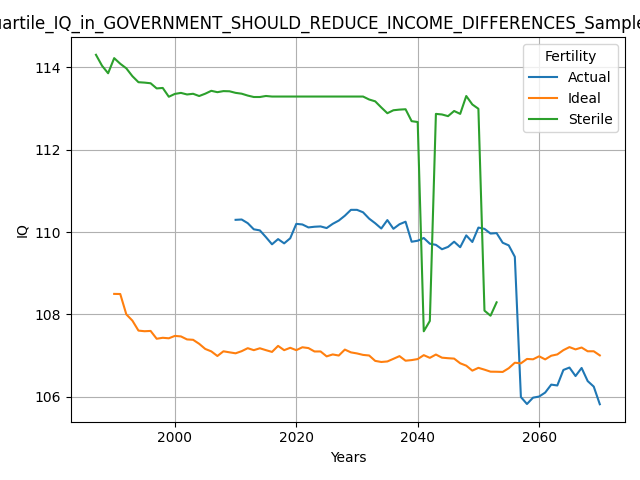 uartile_IQ_in_GOVERNMENT_SHOULD_REDUCE_INCOME_DIFFERENCES_Sample
Fertility
Actual
Ideal
Sterile
IQ
114
112
110
108
106
2000
2020
2040
2060
Years